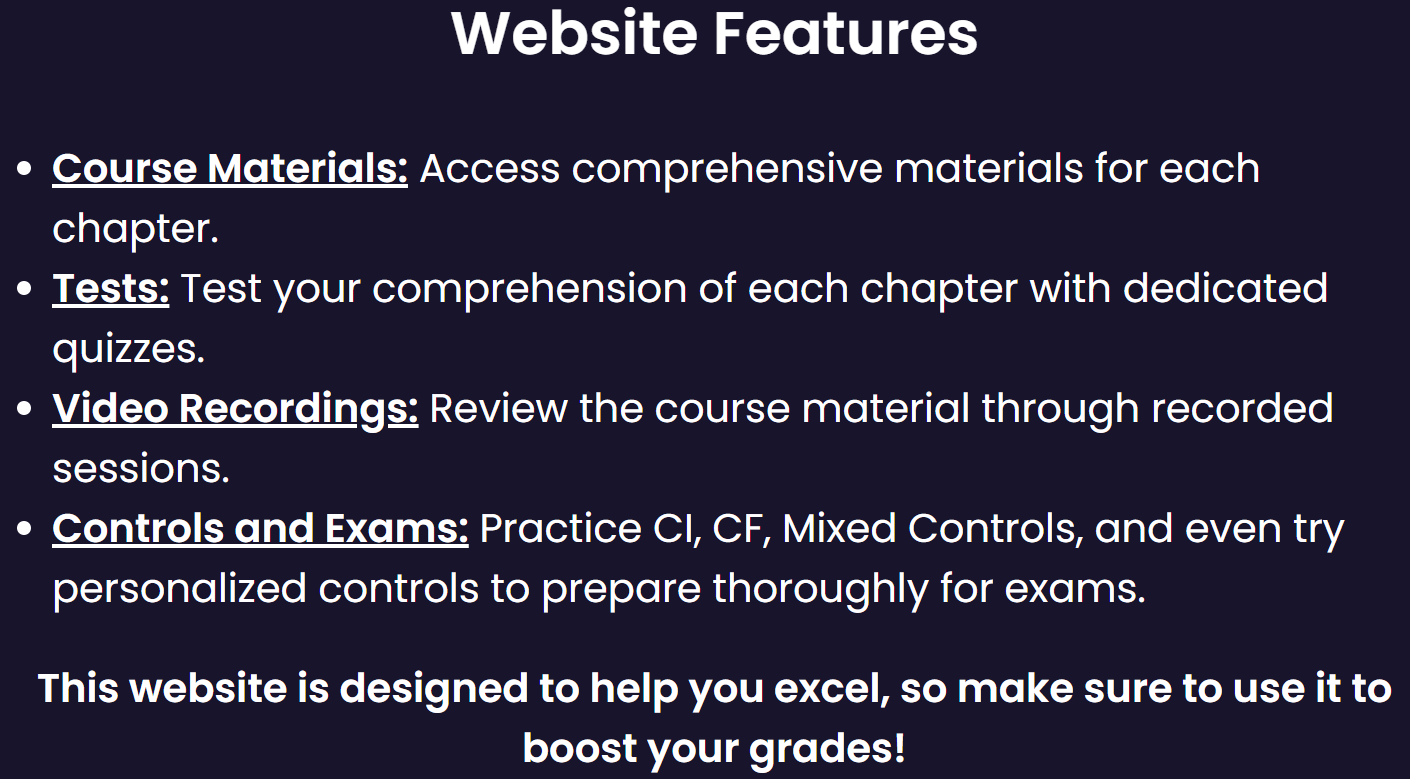 Website Features
• Course Materials: Access comprehensive materials for each
chapter.
• Tests: Test your comprehension of each chapter with dedicated
quizzes.
• Video Recordings: Review the course material through recorded
sessions.
• Controls and Exams: Practice CI, CF, Mixed Controls, and even try
personalized controls to prepare thoroughly for exams.
This website is designed to help you excel, so make sure to use it to
boost your grades!